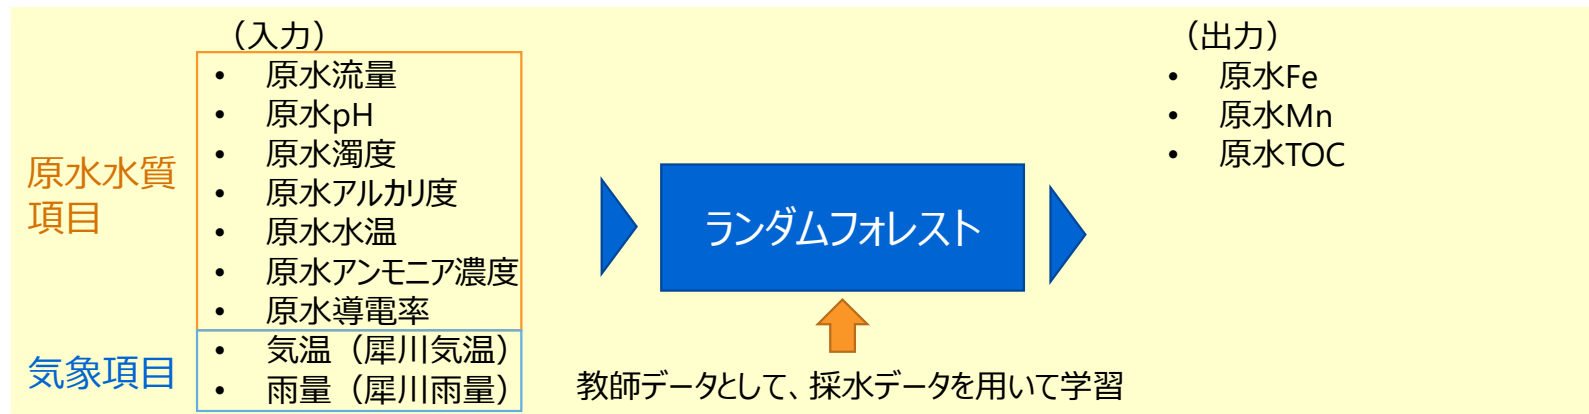 （入力）
• 原水流量
• 原水pH
• 原水濁度
• 原水アルカリ度
• 原水水温
• 原水アンモニア濃度
• 原水導電率
• 気温（犀川気温）
• 雨量（犀川雨量）
原水水質
項目
気象項目
ランダムフォレスト
教師データとして、採水データを用いて学習
（出力）
• 原水Fe
• 原水Mn
• 原水TOC